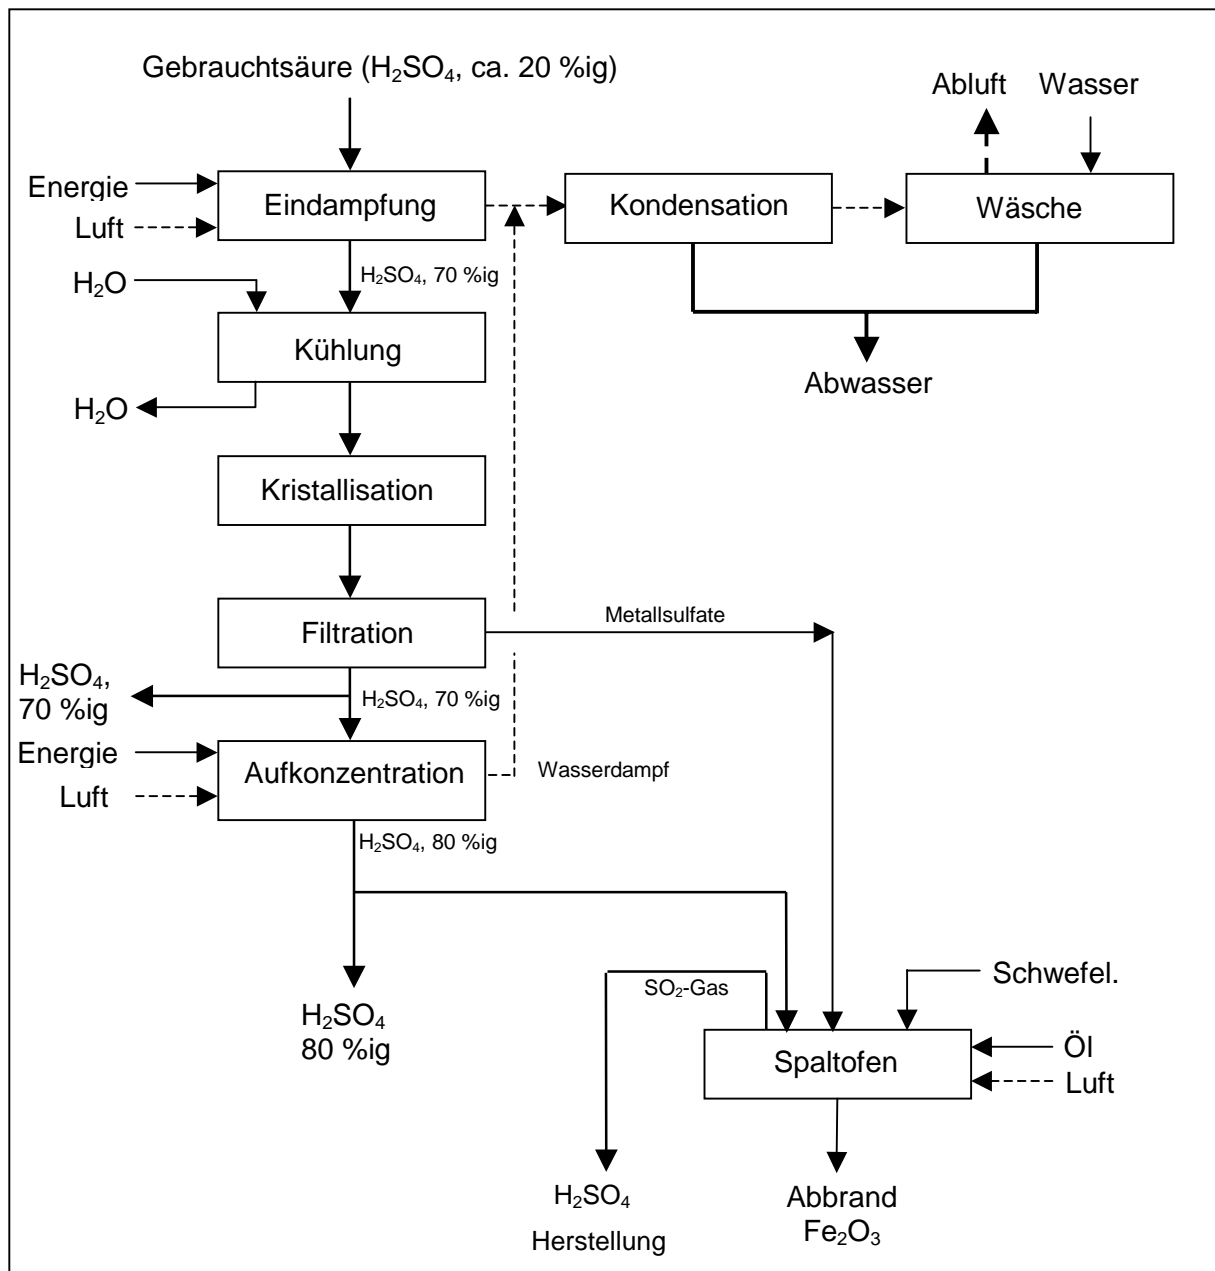 Gebrauchtsäure (H₂SO₄, ca. 20 %ig)
Abluft
Wasser
Energie
Luft
Eindampfung
Kondensation
Wäsche
H₂SO₄, 70 %ig
H₂O
Kühlung
H₂O
Abwasser
Kristallisation
Filtration
Metallsulfate
H₂SO₄,
70 %ig
H₂SO₄, 70 %ig
Energie
Luft
Aufkonzentration
Wasserdampf
H₂SO₄, 80 %ig
H₂SO₄
80 %ig
SO₂-Gas
Schwefel.
Spaltofen
Öl
Luft
H₂SO₄
Herstellung
Abbrand
Fe₂O₃